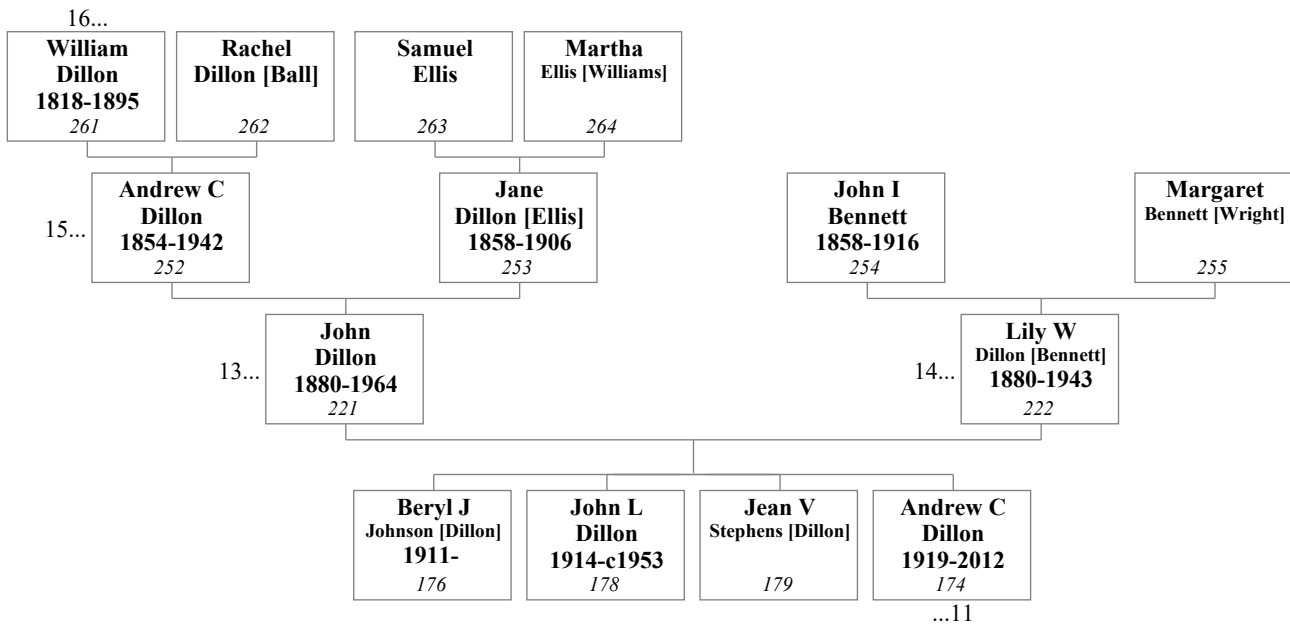 16...
William
Dillon
1818-1895
261
Rachel
Dillon [Ball]
262
Samuel
Ellis
263
Martha
Ellis [Williams]
264
15...
Andrew C
Dillon
1854-1942
252
Jane
Dillon [Ellis]
1858-1906
253
John I
Bennett
1858-1916
254
Margaret
Bennett [Wright]
255
13...
John
Dillon
1880-1964
221
14...
Lily W
Dillon [Bennett]
1880-1943
222
Beryl J
Johnson [Dillon]
1911-
176
John L
Dillon
1914-c1953
178
Jean V
Stephens [Dillon]
179
Andrew C
Dillon
1919-2012
174
...11